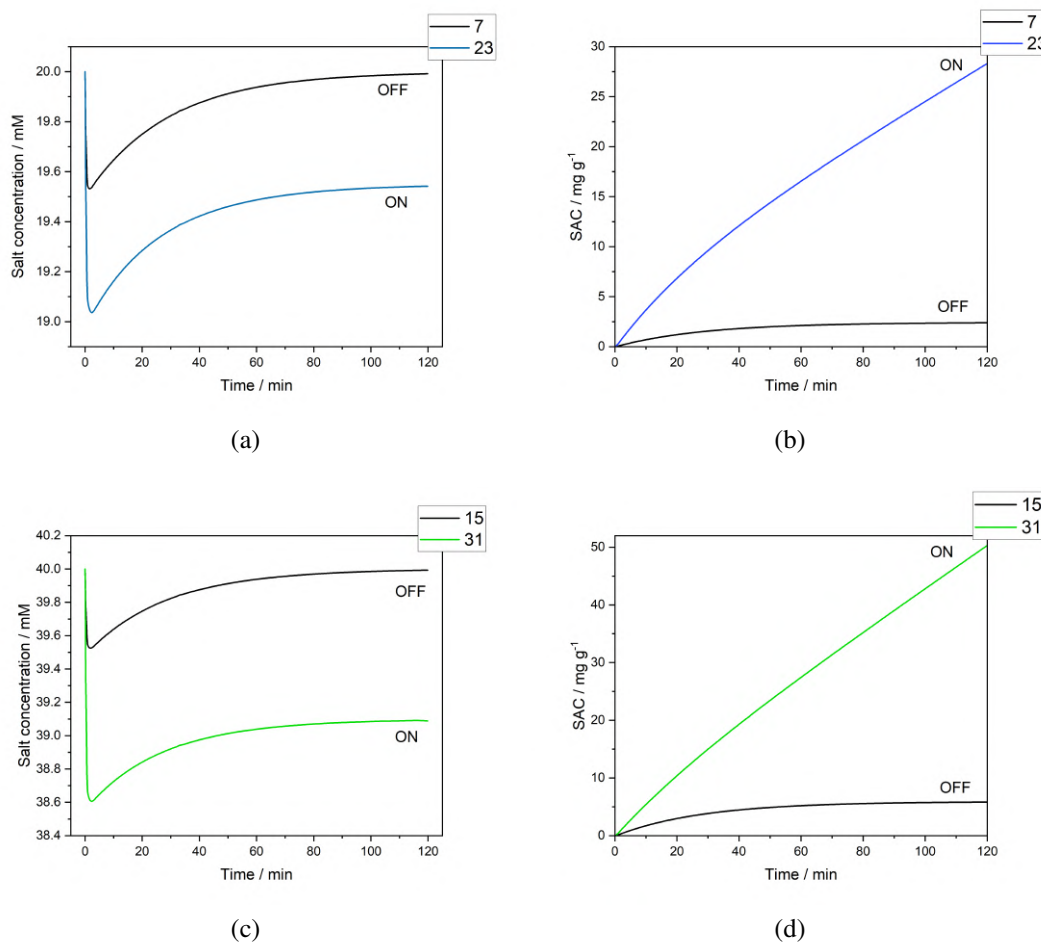 7
23
20.0
19.8
19.6
19.4
19.2
19.0
Salt concentration / mM
OFF
ON
0 20 40 60 80 100 120
Time / min
(a)
7
23
30
25
20
15
10
5
0
SAC / mg g⁻¹
ON
OFF
0 20 40 60 80 100 120
Time / min
(b)
15
31
40.2
40.0
39.8
39.6
39.4
39.2
39.0
38.8
38.6
38.4
Salt concentration / mM
OFF
ON
0 20 40 60 80 100 120
Time / min
(c)
15
31
50
40
30
20
10
0
SAC / mg g⁻¹
ON
OFF
0 20 40 60 80 100 120
Time / min
(d)